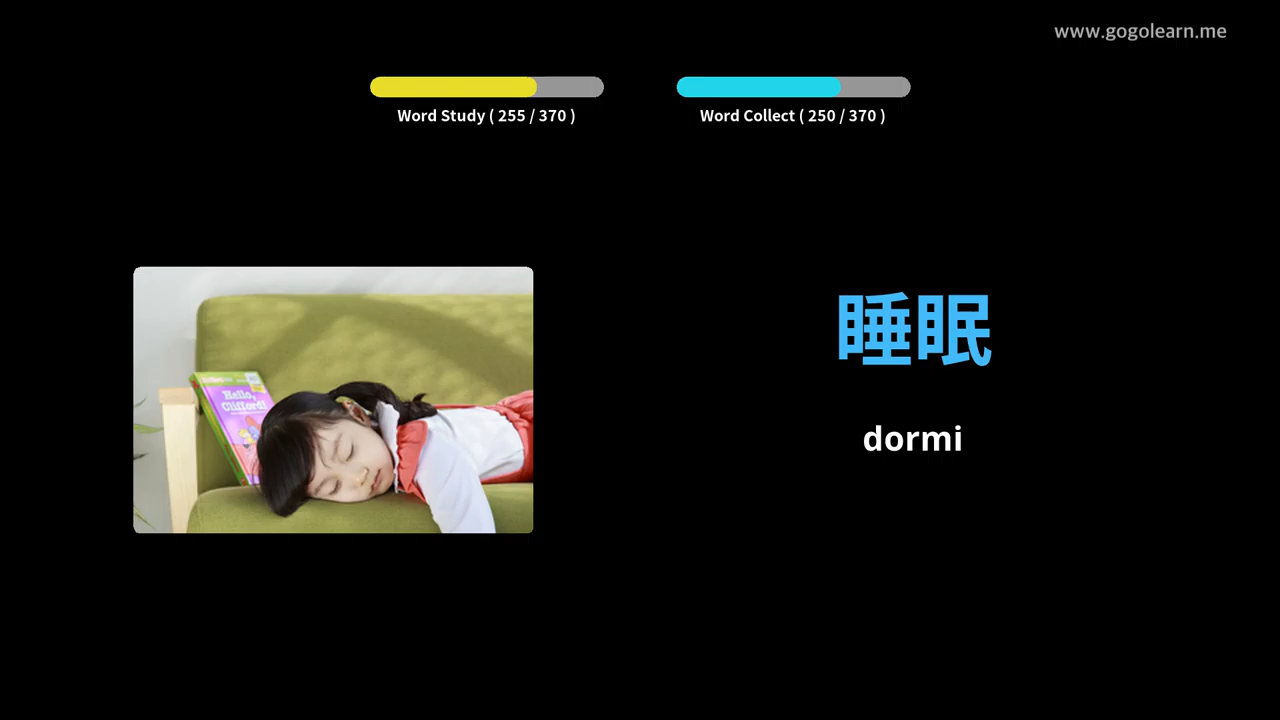 www.gogolearn.me
Word Study ( 255 / 370 )
Word Collect ( 250 / 370 )
睡眠
dormi
Hello,
Clifford!